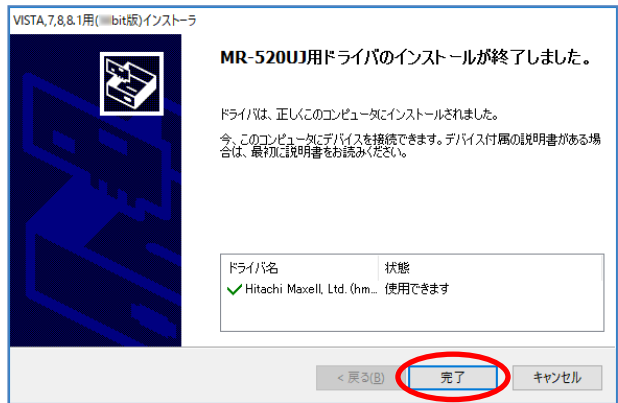 VISTA,7,8,8.1用( bit版)インストーラ
MR-520UJ用ドライバのインストールが終了しました。
ドライバは、正しくこのコンピュータにインストールされました。
今、このコンピュータにデバイスを接続できます。デバイス付属の説明書がある場
合は、最初に説明書をお読みください。
ドライバ名 状態
Hitachi Maxell, Ltd. (hm... 使用できます
< 戻る(B) 完了 キャンセル